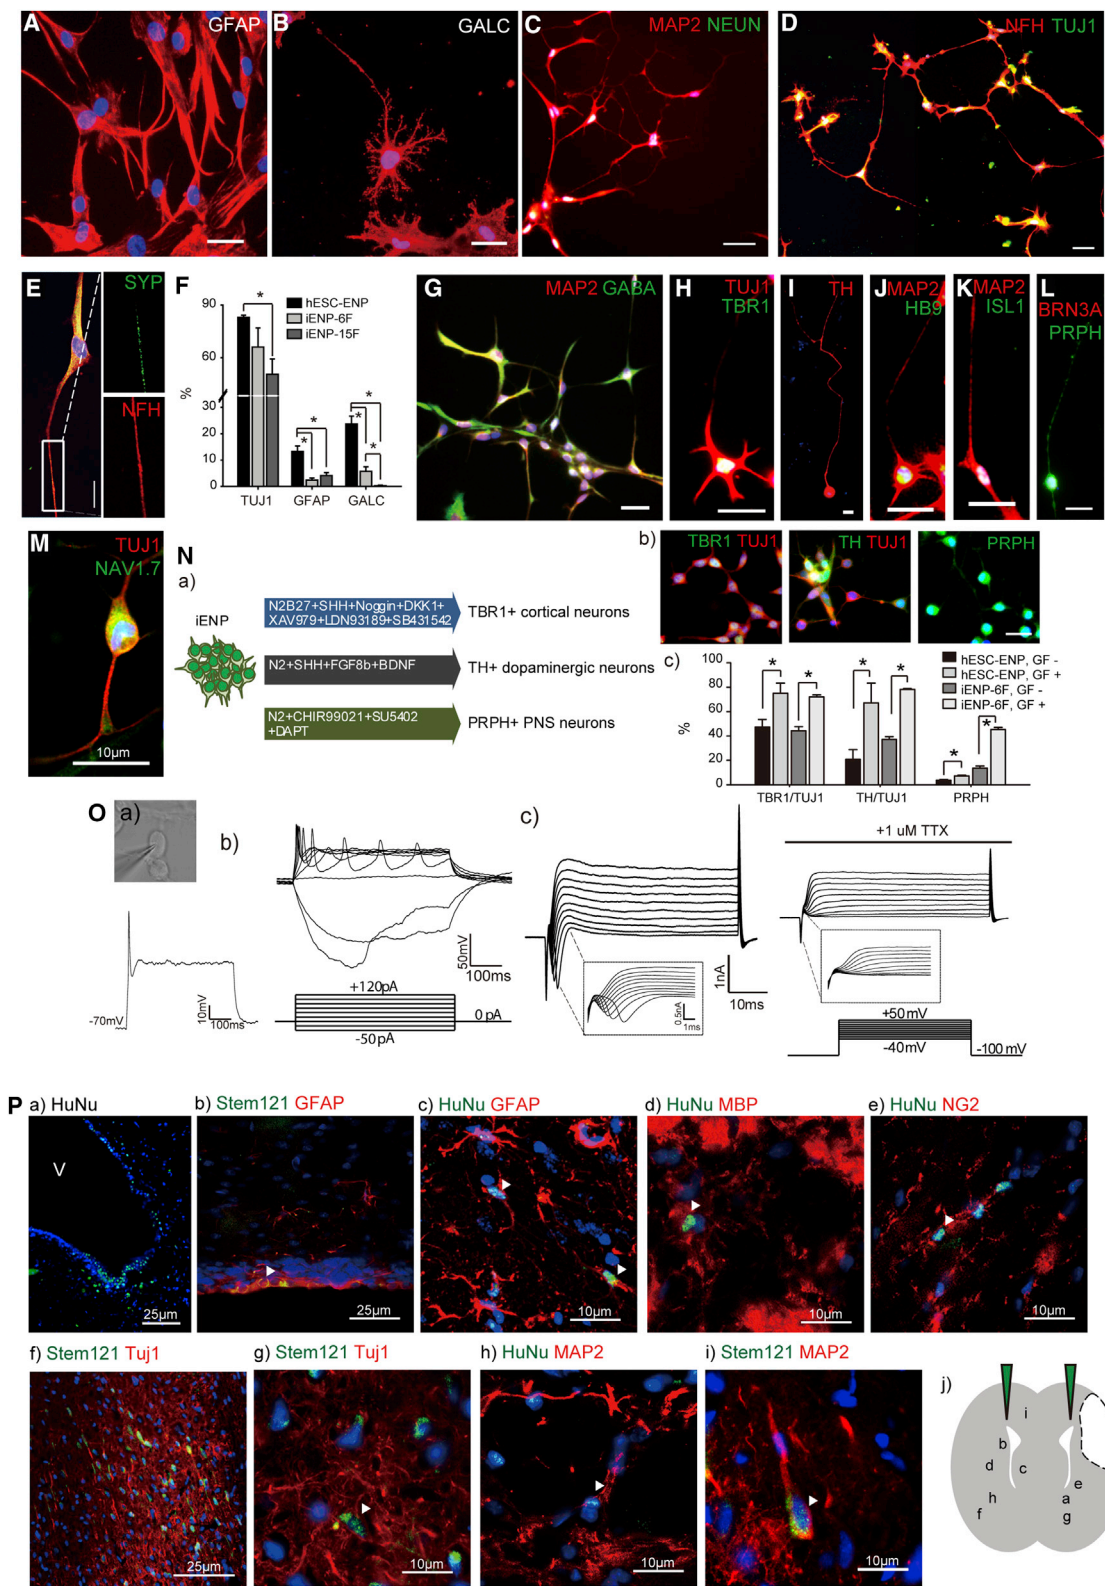 A GFAP
B GALC
C MAP2 NEUN
D NFH TUJ1
E SYP
NFH
F
hESC-ENP
iENP-6F
iENP-15F
90
60
30
20
10
0
%
* * * * * *
TUJ1 GFAP GALC
G MAP2 GABA
H TUJ1
TBR1
I TH
J MAP2
HB9
K MAP2
ISL1
L BRN3A
PRPH
M TUJ1
NAV1.7
10µm
N
a)
iENP
N2B27+SHH+Noggin+DKK1+
XAV979+LDN93189+SB431542
TBR1+ cortical neurons
N2+SHH+FGF8b+BDNF
TH+ dopaminergic neurons
N2+CHIR99021+SU5402
+DAPT
PRPH+ PNS neurons
b)
TBR1 TUJ1
TH TUJ1
PRPH
c)
hESC-ENP, GF -
hESC-ENP, GF +
iENP-6F, GF -
iENP-6F, GF +
100
80
60
40
20
0
%
* * * * * *
TBR1/TUJ1 TH/TUJ1 PRPH
O a)
-70mV
10mV
100ms
b)
50mV
100ms
+120pA
0 pA
-50pA
c)
1nA
10ms
0.5nA
1ms
+1 uM TTX
+50mV
-40mV
-100 mV
P a) HuNu
V
25µm
b) Stem121 GFAP
25µm
c) HuNu GFAP
10µm
d) HuNu MBP
10µm
e) HuNu NG2
10µm
f) Stem121 Tuj1
25µm
g) Stem121 Tuj1
10µm
h) HuNu MAP2
10µm
i) Stem121 MAP2
10µm
j)
i
b
d
c
h
f
e
a
g